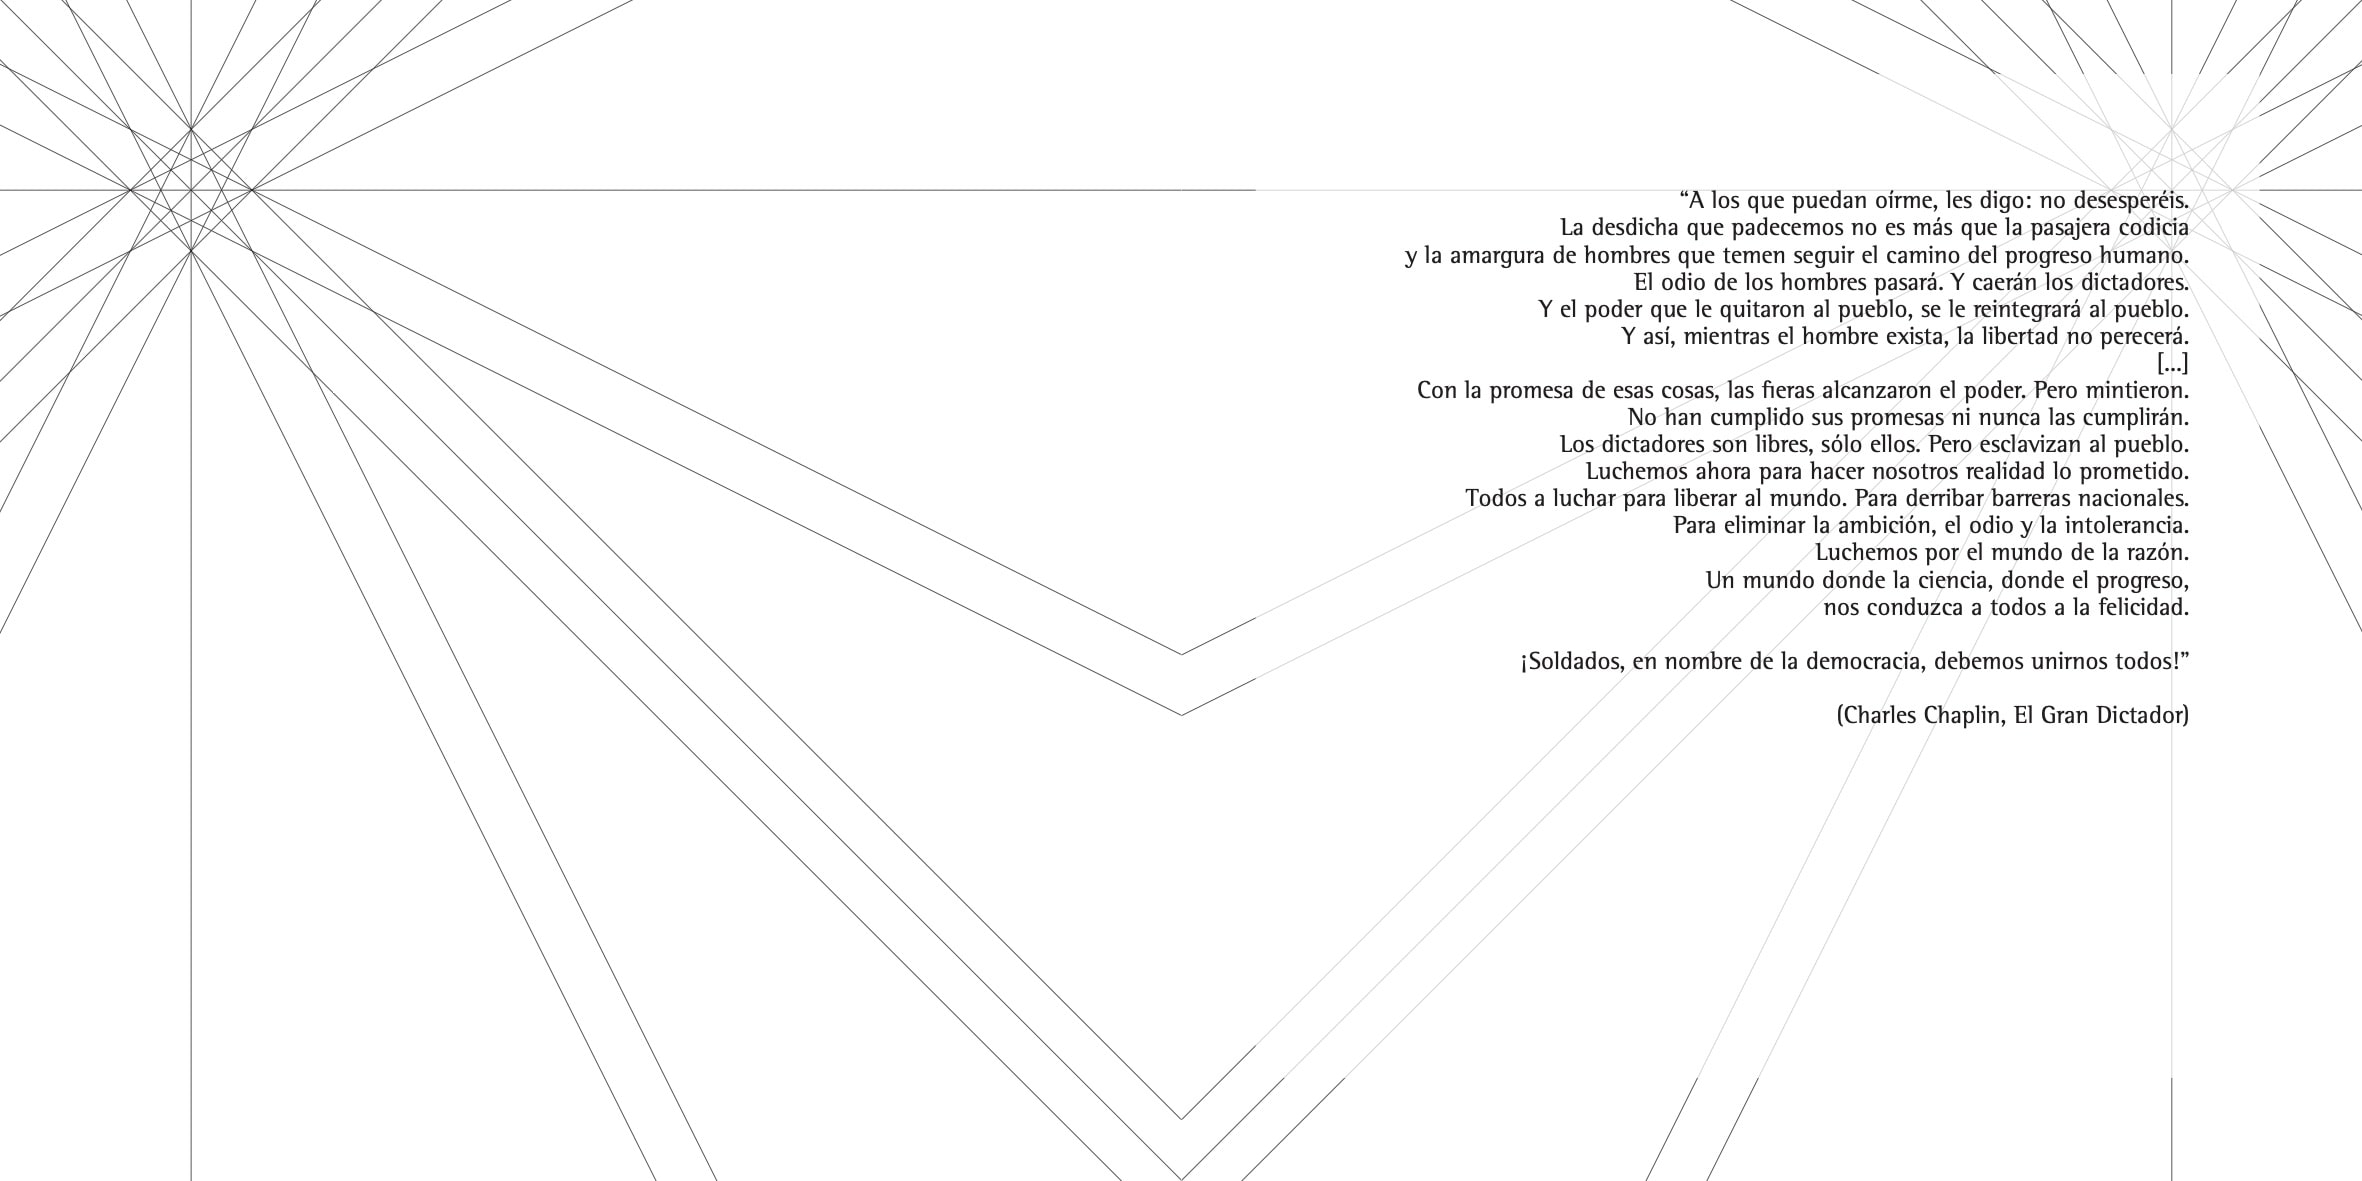 “A los que puedan oírme, les digo: no desesperéis.
La desdicha que padecemos no es más que la pasajera codicia
y la amargura de hombres que temen seguir el camino del progreso humano.
El odio de los hombres pasará. Y caerán los dictadores.
Y el poder que le quitaron al pueblo, se le reintegrará al pueblo.
Y así, mientras el hombre exista, la libertad no perecerá.
[...]
Con la promesa de esas cosas, las fieras alcanzaron el poder. Pero mintieron.
No han cumplido sus promesas ni nunca las cumplirán.
Los dictadores son libres, sólo ellos. Pero esclavizan al pueblo.
Luchemos ahora para hacer nosotros realidad lo prometido.
Todos a luchar para liberar al mundo. Para derribar barreras nacionales.
Para eliminar la ambición, el odio y la intolerancia.
Luchemos por el mundo de la razón.
Un mundo donde la ciencia, donde el progreso,
nos conduzca a todos a la felicidad.
¡Soldados, en nombre de la democracia, debemos unirnos todos!”
(Charles Chaplin, El Gran Dictador)